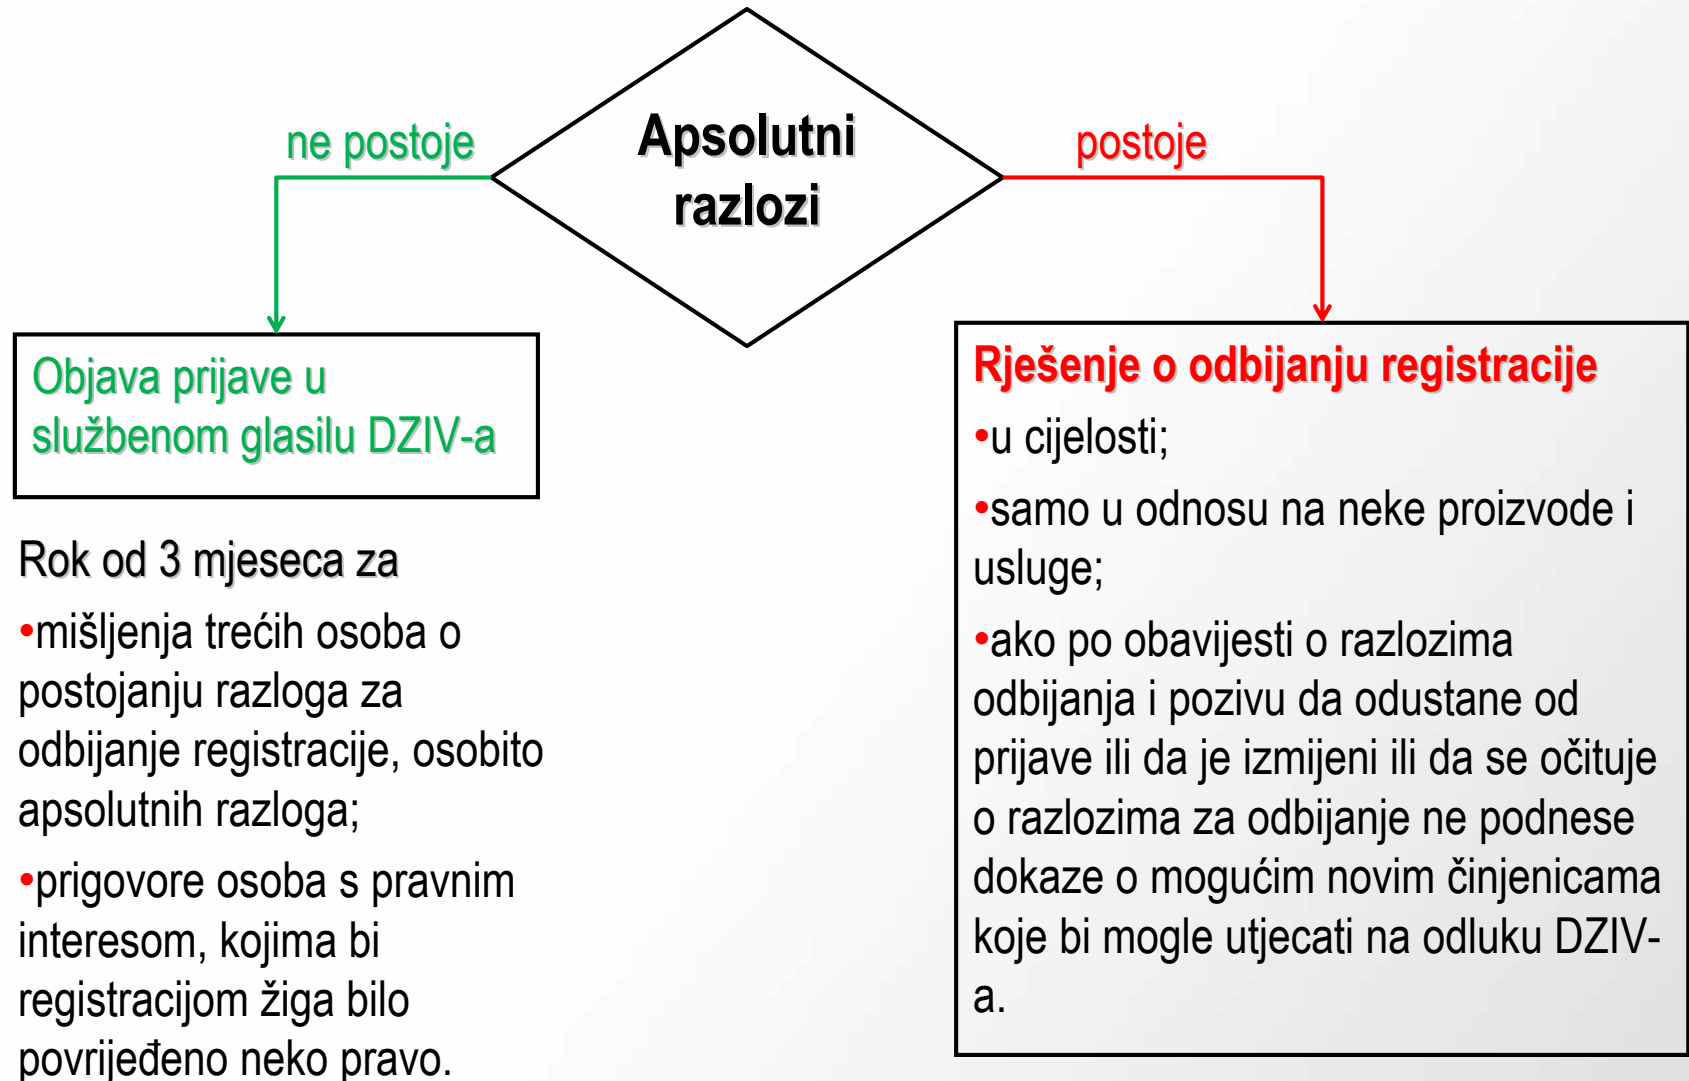 Apsolutni
razlozi
ne postoje
postoje
Objava prijave u
službenom glasilu DZIV-a
Rok od 3 mjeseca za
•mišljenja trećih osoba o
postojanju razloga za
odbijanje registracije, osobito
apsolutnih razloga;
•prigovore osoba s pravnim
interesom, kojima bi
registracijom žiga bilo
povrijeđeno neko pravo.
Rješenje o odbijanju registracije
•u cijelosti;
•samo u odnosu na neke proizvode i
usluge;
•ako po obavijesti o razlozima
odbijanja i pozivu da odustane od
prijave ili da je izmijeni ili da se očituje
o razlozima za odbijanje ne podnese
dokaze o mogućim novim činjenicama
koje bi mogle utjecati na odluku DZIV-
a.